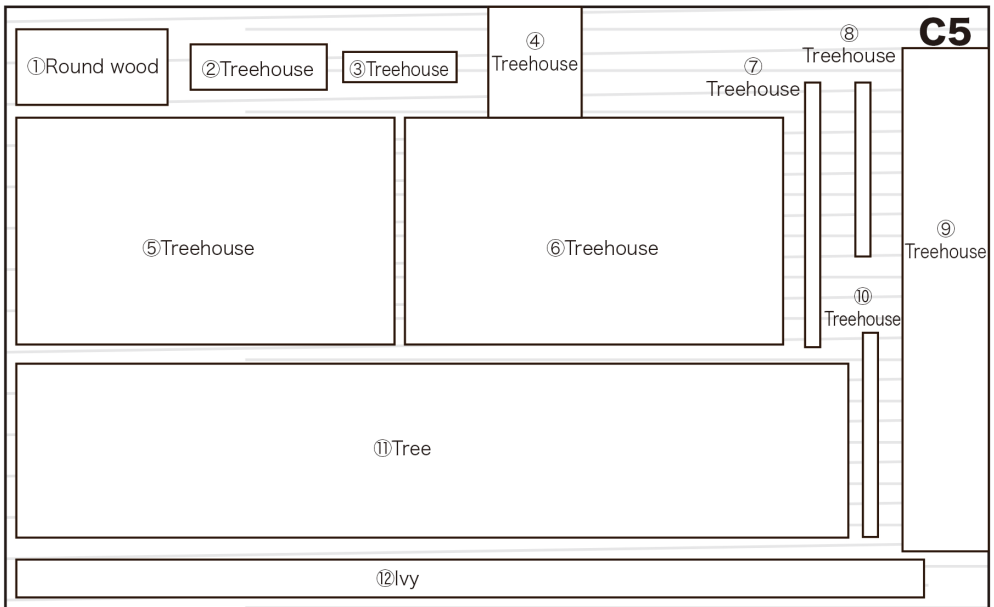 C5
①Round wood
②Treehouse
③Treehouse
④
Treehouse
⑦
Treehouse
⑧
Treehouse
⑤Treehouse
⑥Treehouse
⑨
Treehouse
⑩
Treehouse
⑪Tree
⑫Ivy